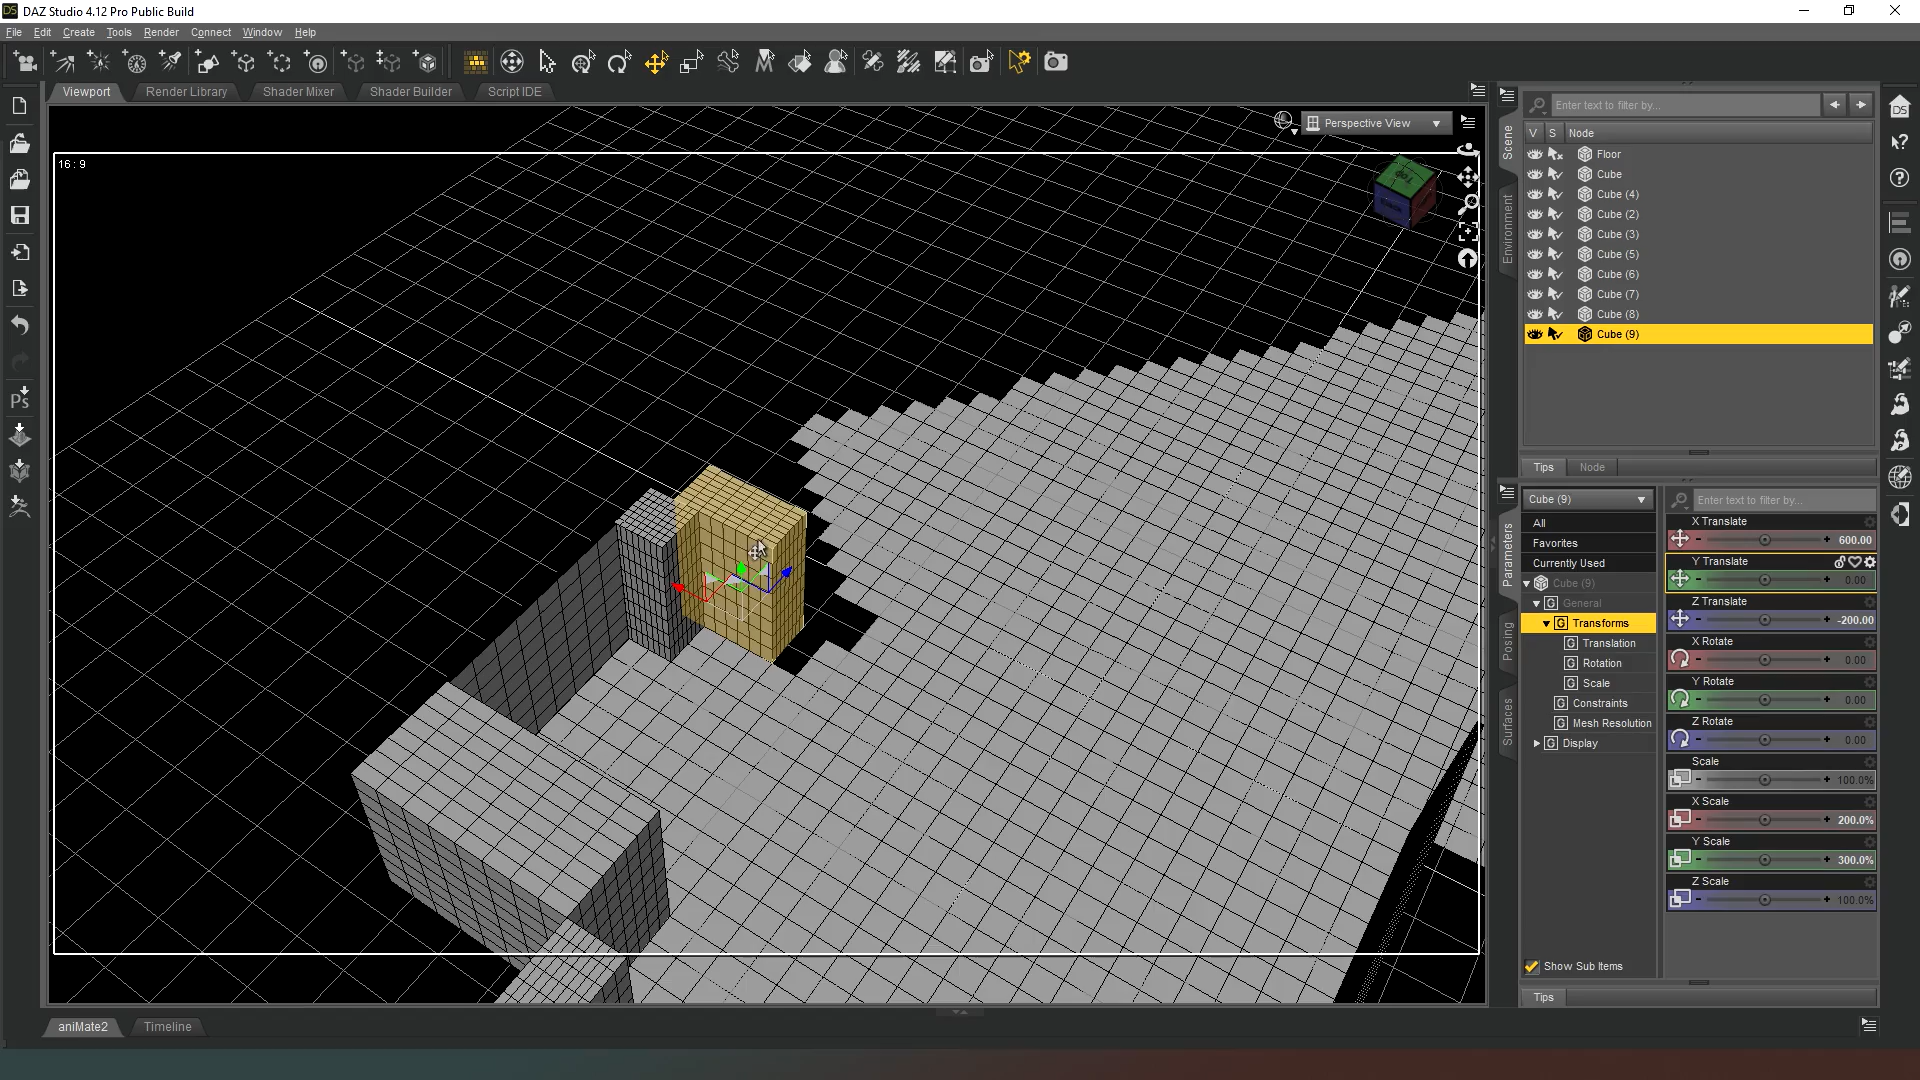 DAZ Studio 4.12 Pro Public Build
File Edit Create Tools Render Connect Window Help
Viewport Render Library Shader Mixer Shader Builder Script IDE
Perspective View
16 : 9
Top
Scene
Environment
Enter text to filter by...
V S Node
Floor
Cube
Cube (4)
Cube (2)
Cube (3)
Cube (5)
Cube (6)
Cube (7)
Cube (8)
Cube (9)
Tips Node
Parameters
Posing
Surfaces
Cube (9)
All
Favorites
Currently Used
Cube (9)
G General
G Transforms
G Translation
G Rotation
G Scale
G Constraints
G Mesh Resolution
G Display
Show Sub Items
Enter text to filter by...
X Translate
600.00
Y Translate
0.00
Z Translate
-200.00
X Rotate
0.00
Y Rotate
0.00
Z Rotate
0.00
Scale
100.0%
X Scale
200.0%
Y Scale
300.0%
Z Scale
100.0%
Tips
aniMate2 Timeline
DS
Ps